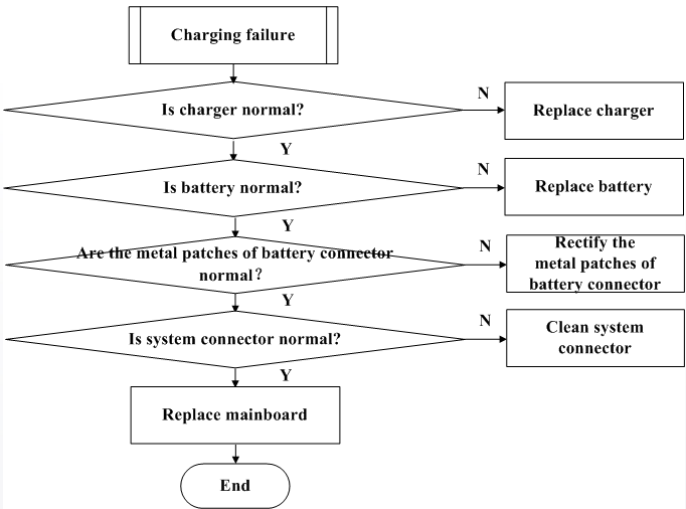 Charging failure
Is charger normal?
N
Replace charger
Y
Is battery normal?
N
Replace battery
Y
Are the metal patches of battery connector
normal?
N
Rectify the
metal patches of
battery connector
Y
Is system connector normal?
N
Clean system
connector
Y
Replace mainboard
End